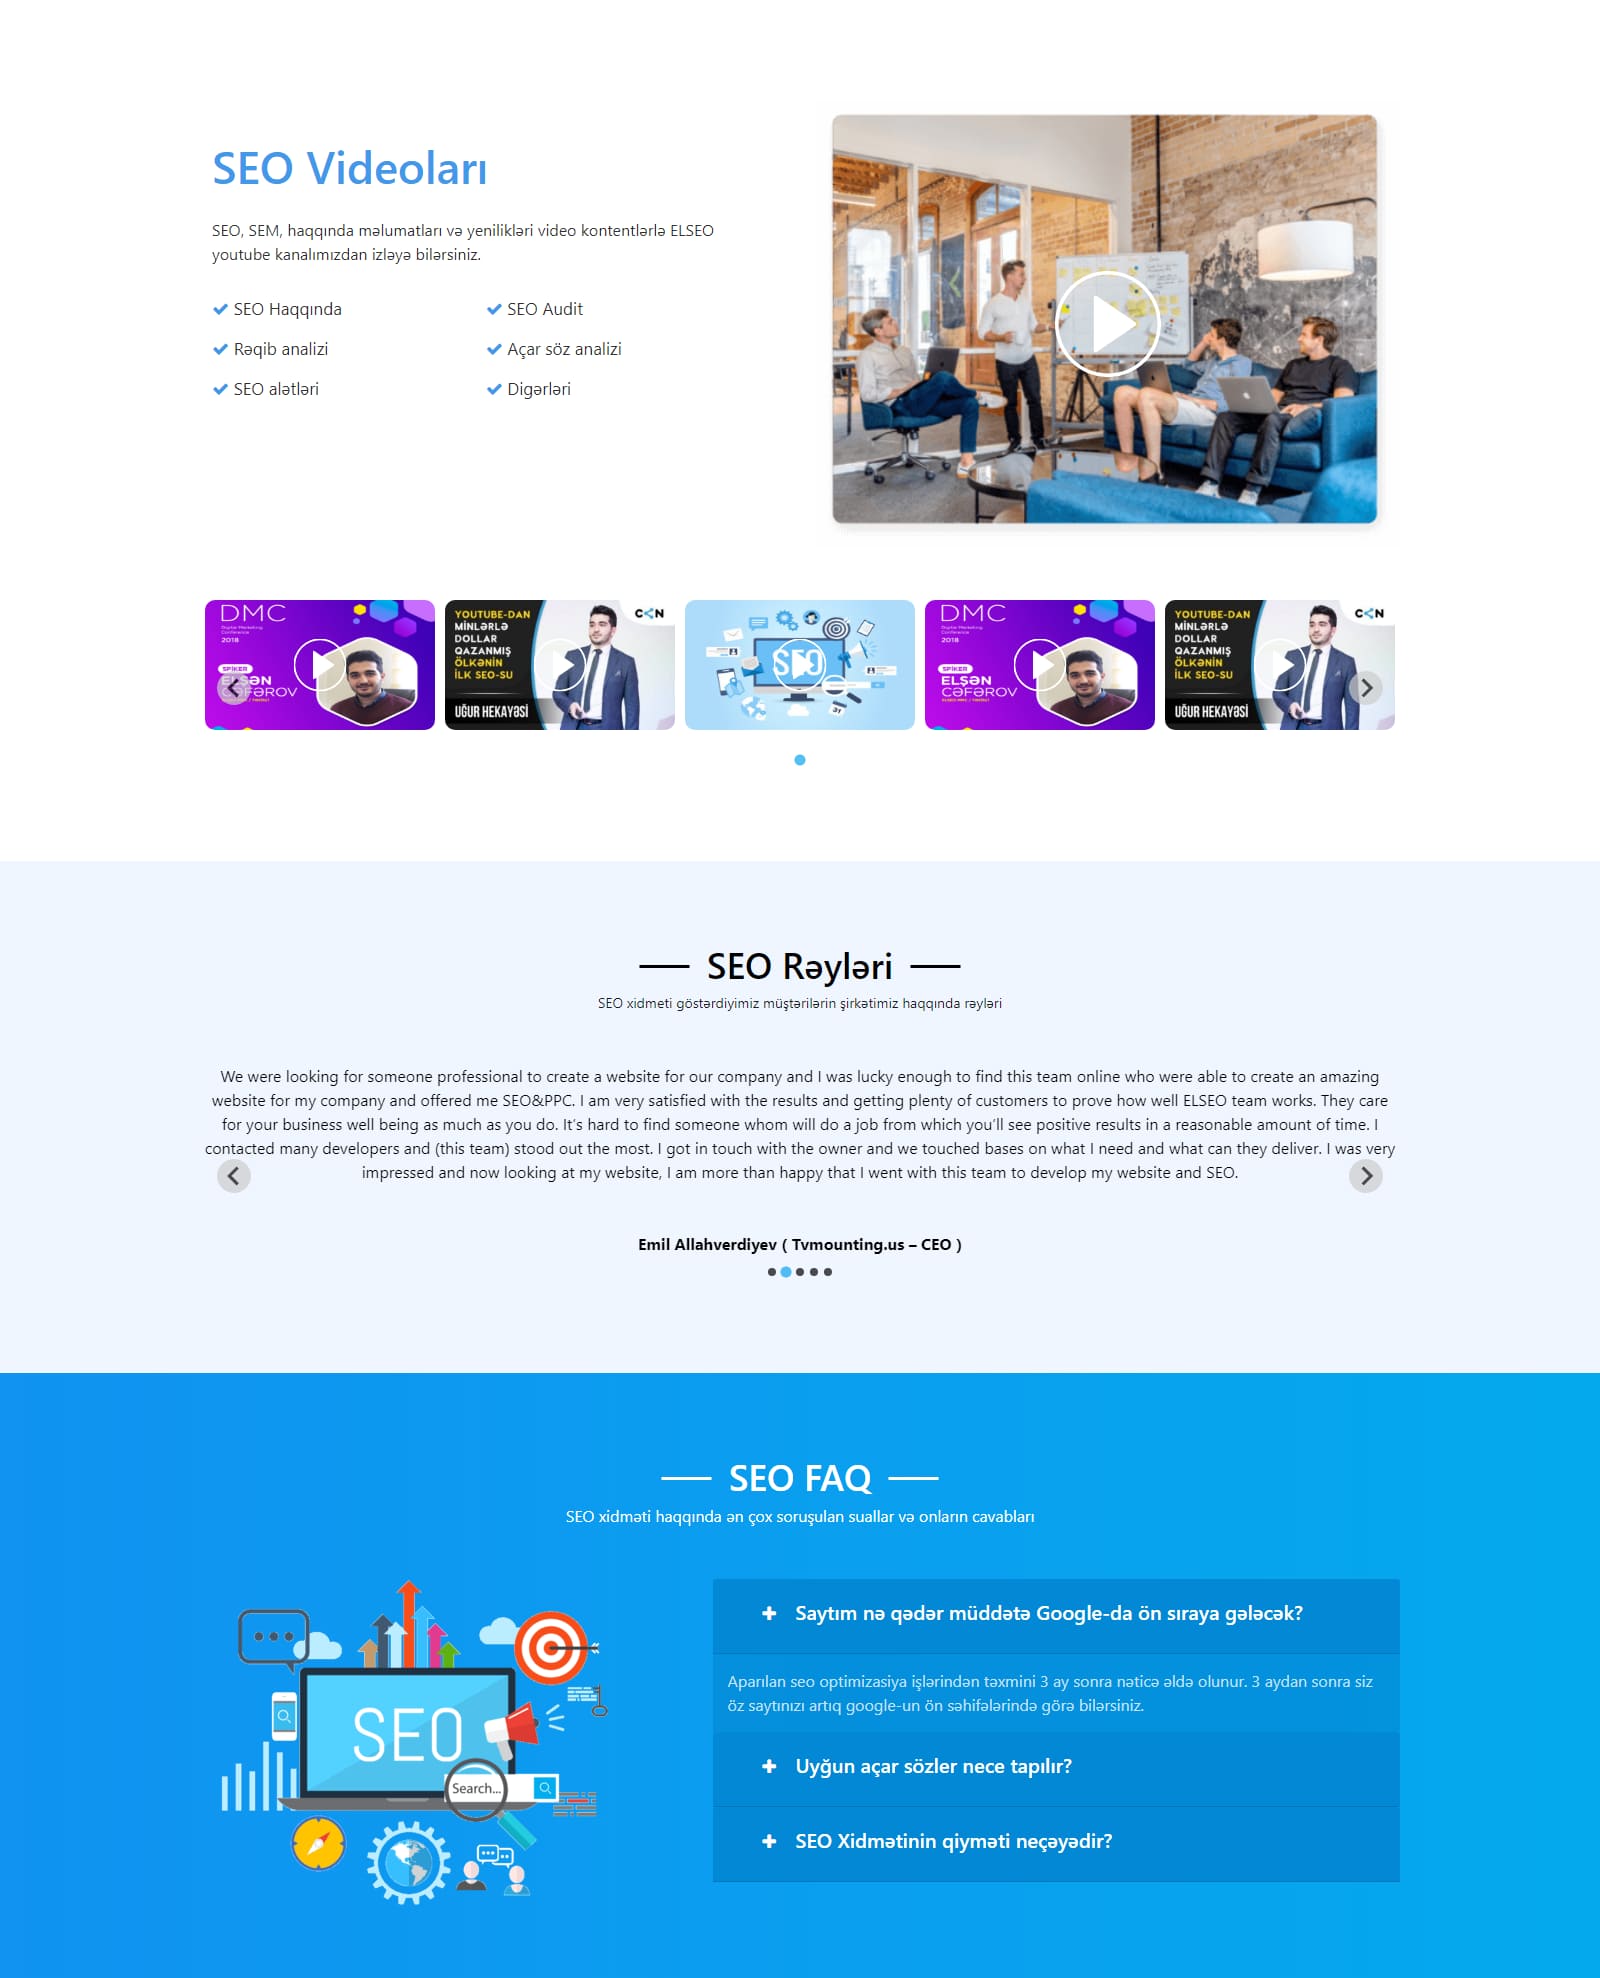 SEO Videoları
SEO, SEM, haqqında məlumatları və yenilikləri video kontentlərlə ELSEO
youtube kanalımızdan izləyə bilərsiniz.
SEO Haqqında
SEO Audit
Rəqib analizi
Açar söz analizi
SEO alətləri
Digərləri
DMC
Digital Marketing
Conference
2018
SPİKER
ELŞƏN
CƏFƏROV
YOUTUBE-DAN
MİNLƏRLƏ
DOLLAR
QAZANMIŞ
ÖLKƏNİN
İLK SEO-SU
UĞUR HEKAYƏSİ
SEO
31
DMC
Digital Marketing
Conference
2018
SPİKER
ELŞƏN
CƏFƏROV
YOUTUBE-DAN
MİNLƏRLƏ
DOLLAR
QAZANMIŞ
ÖLKƏNİN
İLK SEO-SU
UĞUR HEKAYƏSİ
SEO Rəyləri
SEO xidmeti göstərdiyimiz müştərilərin şirkətimiz haqqında rəyləri
We were looking for someone professional to create a website for our company and I was lucky enough to find this team online who were able to create an amazing
website for my company and offered me SEO&PPC. I am very satisfied with the results and getting plenty of customers to prove how well ELSEO team works. They care
for your business well being as much as you do. It’s hard to find someone whom will do a job from which you’ll see positive results in a reasonable amount of time. I
contacted many developers and (this team) stood out the most. I got in touch with the owner and we touched bases on what I need and what can they deliver. I was very
impressed and now looking at my website, I am more than happy that I went with this team to develop my website and SEO.
Emil Allahverdiyev ( Tvmounting.us – CEO )
SEO FAQ
SEO xidməti haqqında ən çox soruşulan suallar və onların cavabları
SEO
Search...
Saytım nə qədər müddətə Google-da ön sıraya gələcək?
Aparılan seo optimizasiya işlərindən təxmini 3 ay sonra nəticə əldə olunur. 3 aydan sonra siz
öz saytınızı artıq google-un ön səhifələrində görə bilərsiniz.
Uyğun açar sözlər nece tapılır?
SEO Xidmətinin qiyməti neçəyədir?